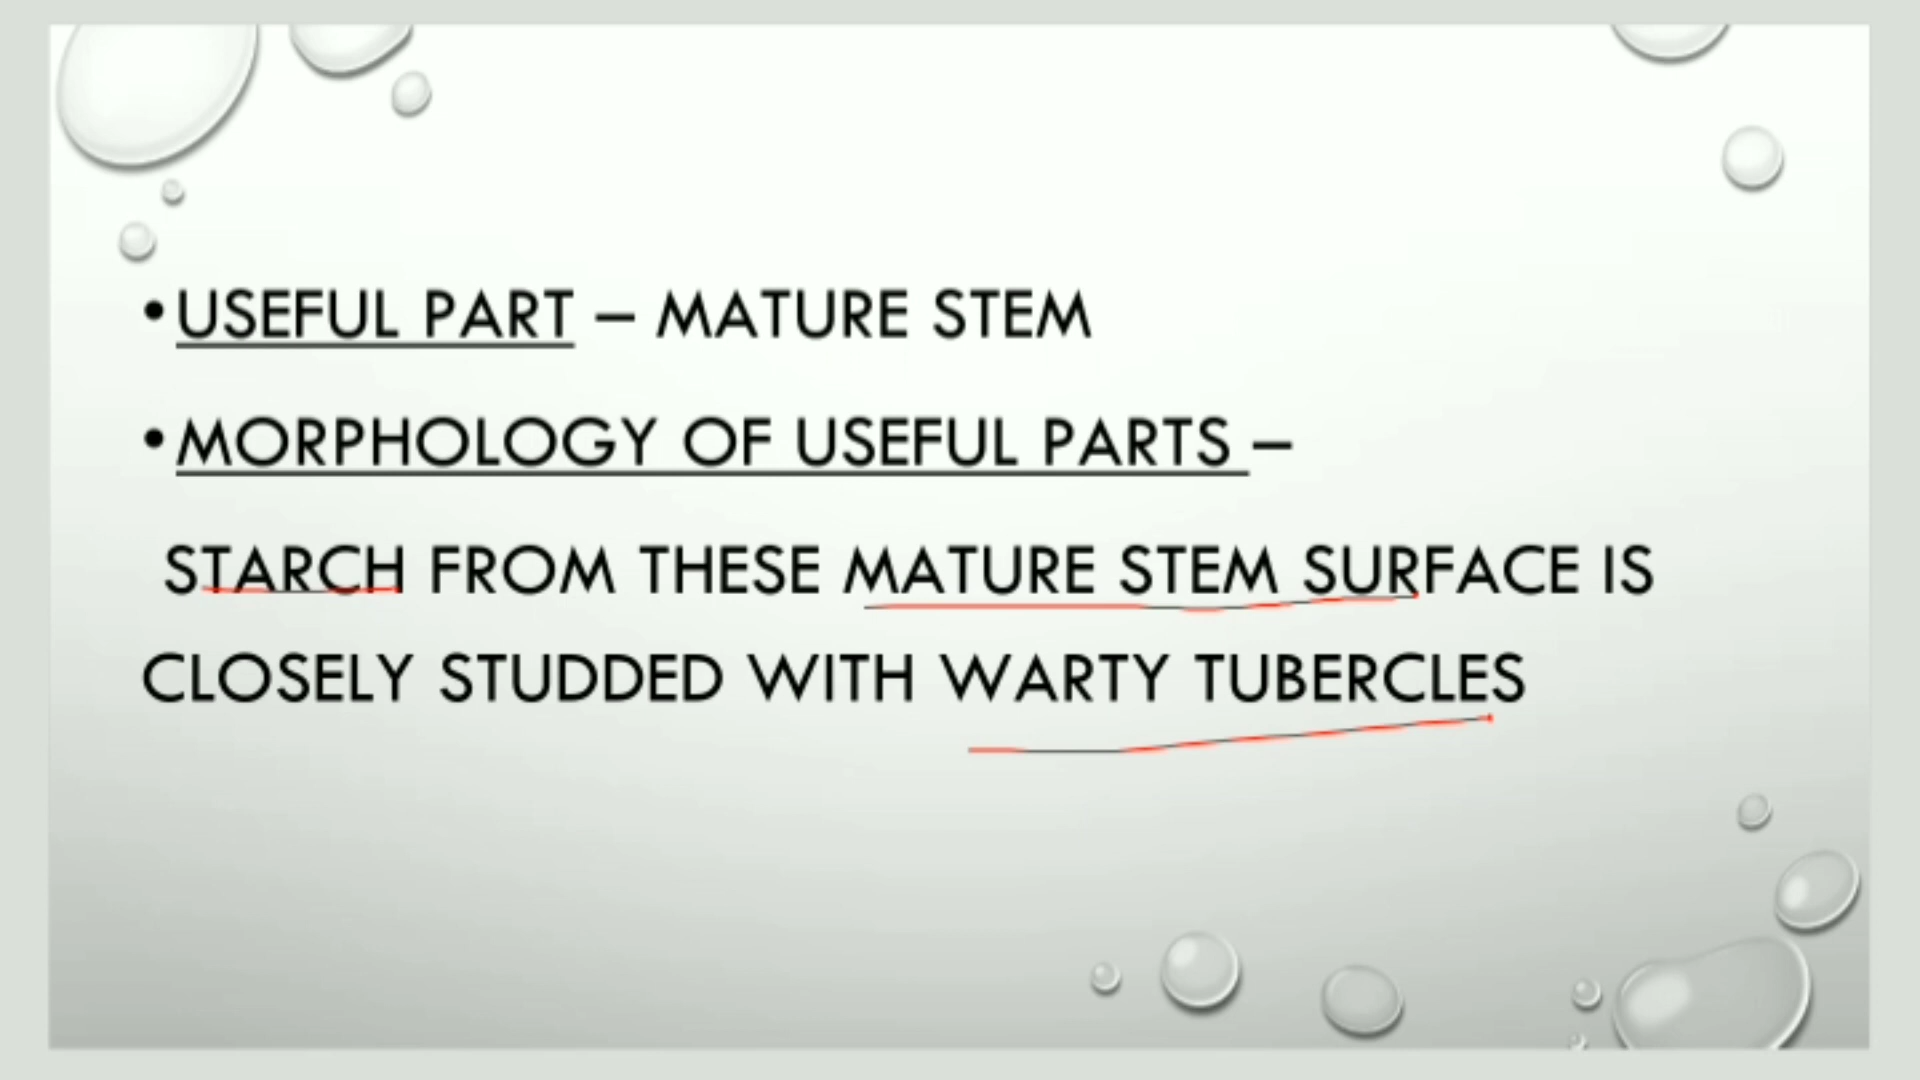 •USEFUL PART – MATURE STEM
•MORPHOLOGY OF USEFUL PARTS –
STARCH FROM THESE MATURE STEM SURFACE IS
CLOSELY STUDDED WITH WARTY TUBERCLES